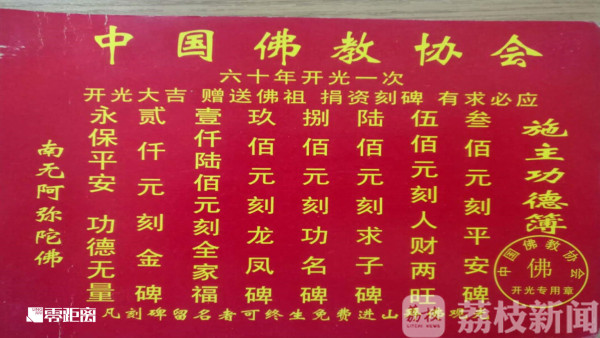 中国佛教协会
六十年开光一次
开光大吉 赠送佛祖 捐资刻碑 有求必应
施主功德簿
叁佰元刻平安碑
伍佰元刻人财两旺
陆佰元刻求子碑
捌佰元刻功名碑
玖佰元刻龙凤碑
壹仟陆佰元刻全家福
贰仟元刻金碑
永保平安 功德无量
南无阿弥陀佛
中国佛教协会
佛
开光专用章
凡刻碑留名者可终生免费进山拜佛观光
零距离
荔枝新闻